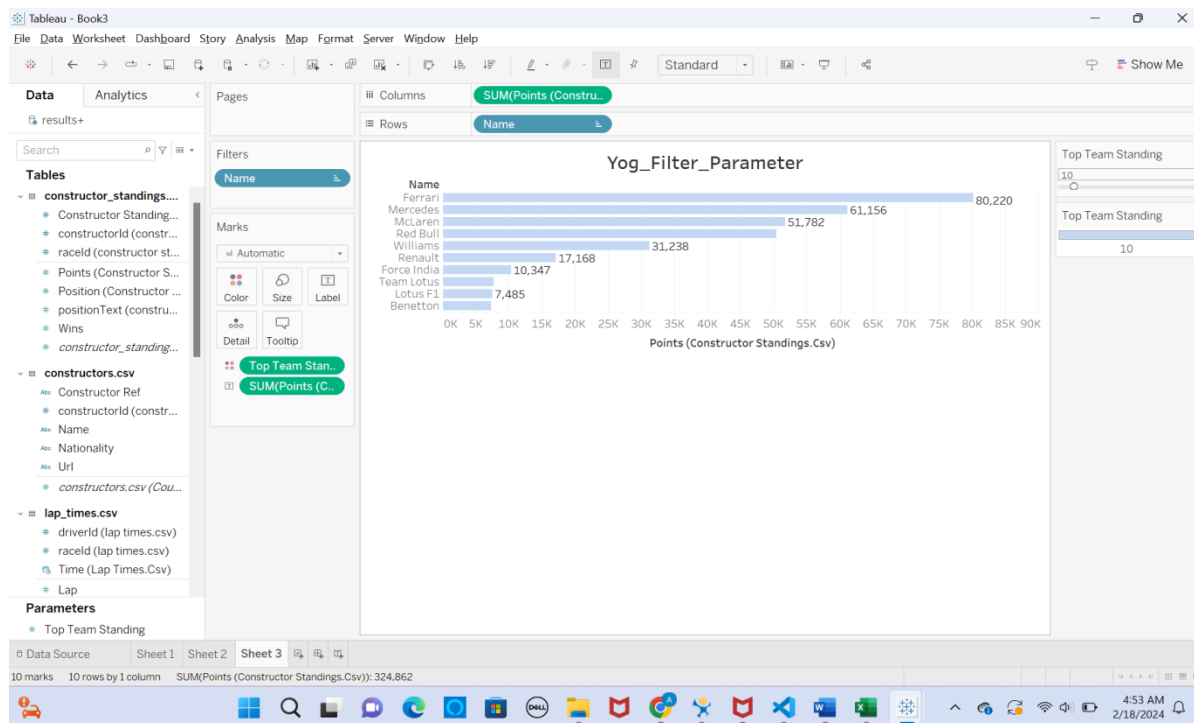 Tableau - Book3
File Data Worksheet Dashboard Story Analysis Map Format Server Window Help
Standard
Show Me
Data Analytics
results+
Search
Tables
constructor_standings....
Constructor Standing...
constructorId (constr...
raceId (constructor st...
Points (Constructor S...
Position (Constructor ...
positionText (constru...
Wins
constructor_standing...
constructors.csv
Abc Constructor Ref
constructorId (constr...
Abc Name
Abc Nationality
Abc Url
constructors.csv (Cou...
lap_times.csv
driverId (lap times.csv)
raceId (lap times.csv)
Time (Lap Times.Csv)
Lap
Parameters
Top Team Standing
Pages
Filters
Name
Marks
Automatic
Color Size Label
Detail Tooltip
Top Team Stan..
SUM(Points (C..
Columns SUM(Points (Constru..
Rows Name
Yog_Filter_Parameter
Name
Ferrari 80,220
Mercedes 61,156
McLaren 51,782
Red Bull
Williams 31,238
Renault 17,168
Force India 10,347
Team Lotus
Lotus F1 7,485
Benetton
0K 5K 10K 15K 20K 25K 30K 35K 40K 45K 50K 55K 60K 65K 70K 75K 80K 85K 90K
Points (Constructor Standings.Csv)
Top Team Standing
10
Top Team Standing
10
Data Source Sheet 1 Sheet 2 Sheet 3
10 marks 10 rows by 1 column SUM(Points (Constructor Standings.Csv)): 324,862
DELL
4:53 AM
2/18/2024